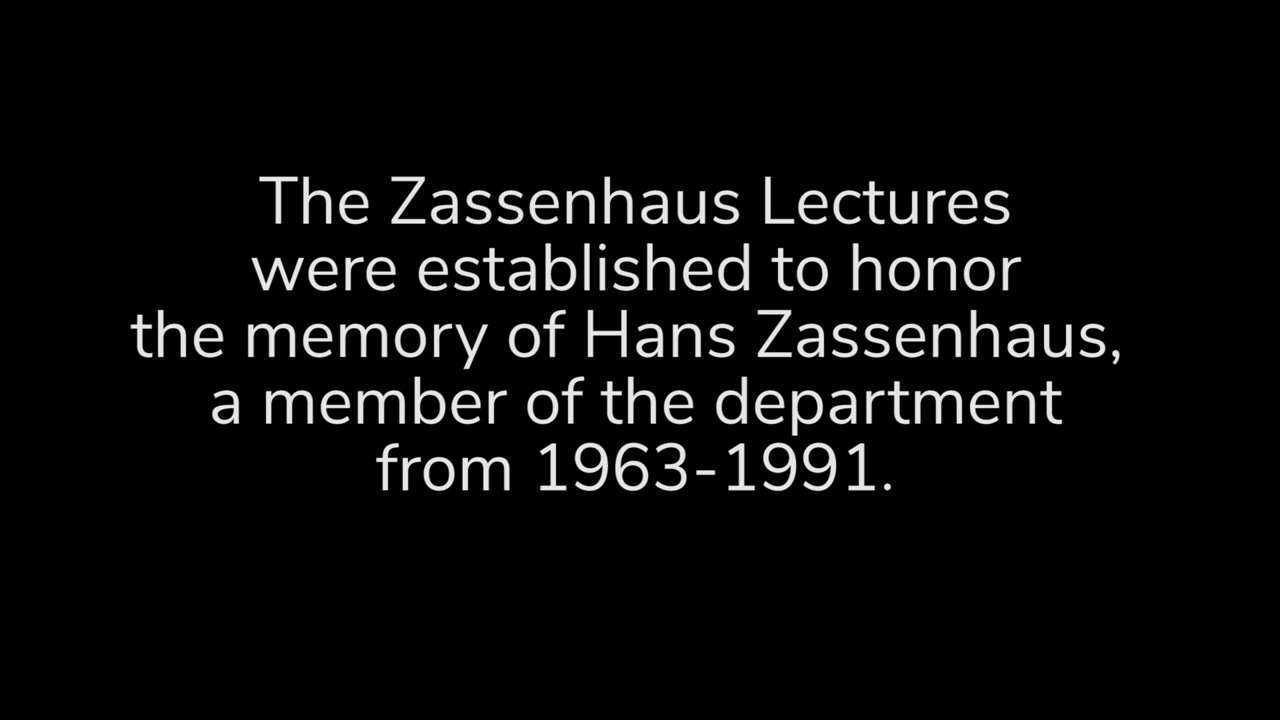 The Zassenhaus Lectures
were established to honor
the memory of Hans Zassenhaus,
a member of the department
from 1963-1991.